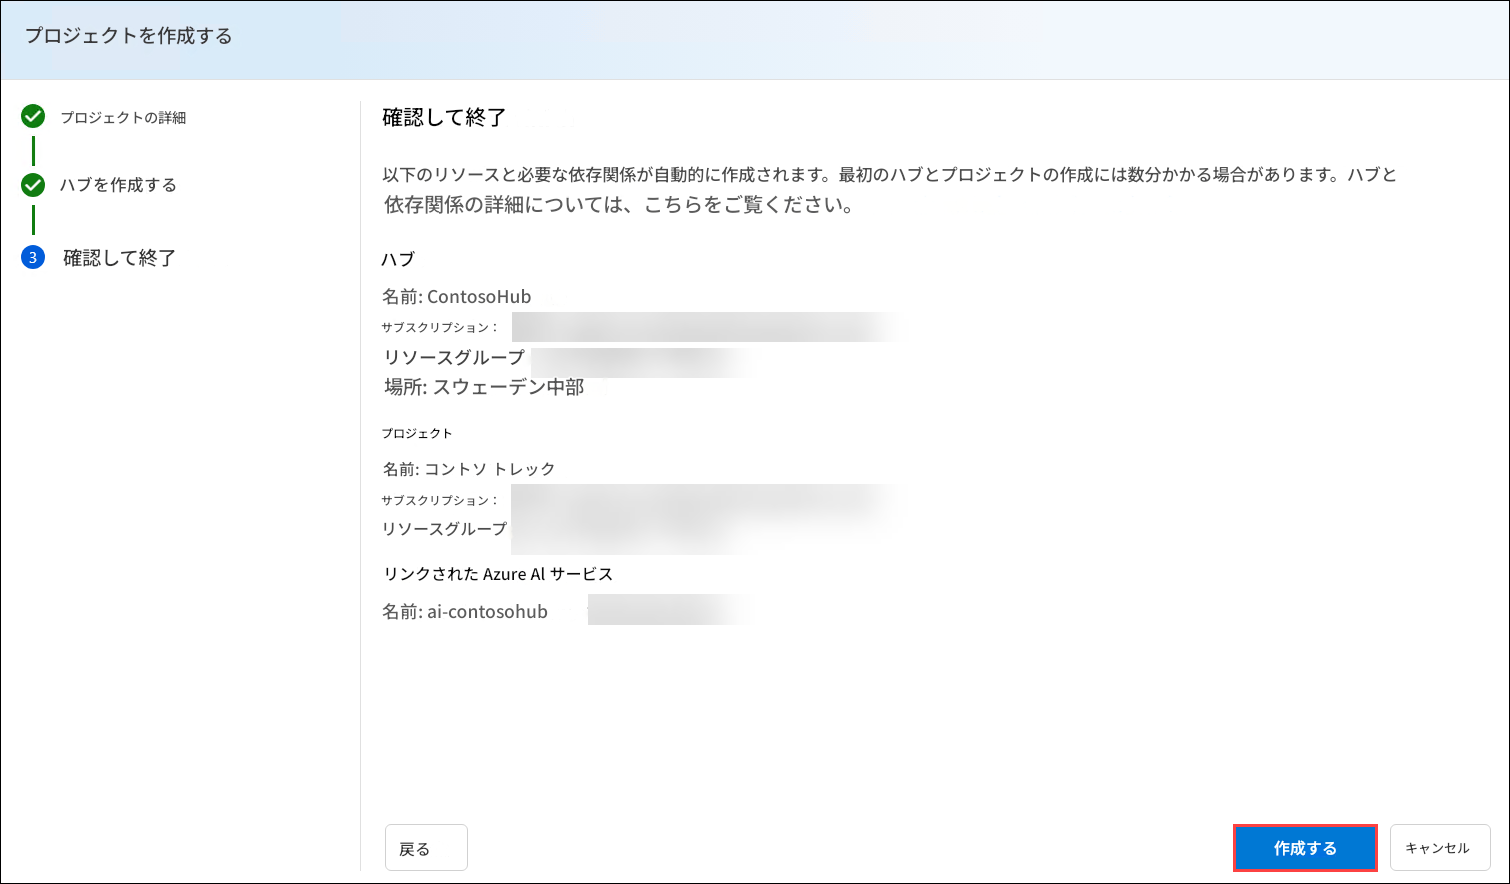 プロジェクトを作成する
プロジェクトの詳細
ハブを作成する
3 確認して終了
確認して終了
以下のリソースと必要な依存関係が自動的に作成されます。最初のハブとプロジェクトの作成には数分かかる場合があります。ハブと
依存関係の詳細については、こちらをご覧ください。
ハブ
名前: ContosoHub
サブスクリプション：
リソースグループ
場所: スウェーデン中部
プロジェクト
名前: コントソ トレック
サブスクリプション：
リソースグループ
リンクされた Azure Al サービス
名前: ai-contosohub
戻る
作成する
キャンセル